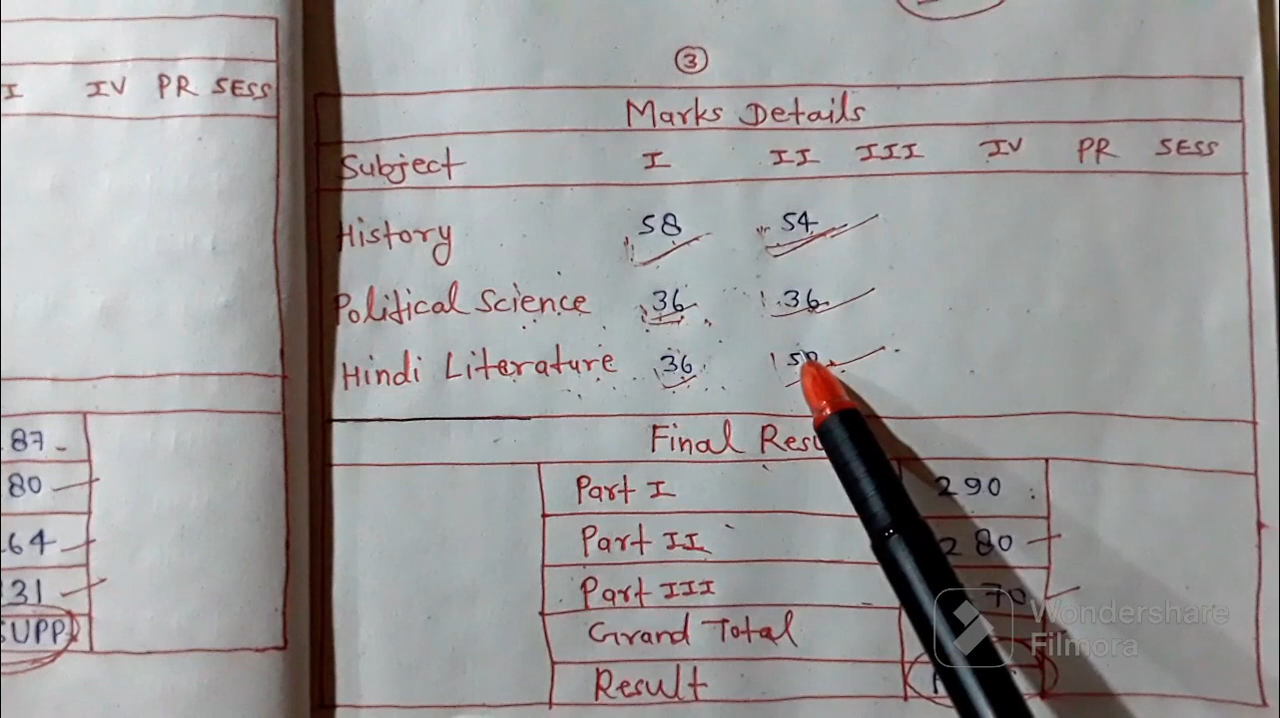 I IV PR SESS
87
80
64
31
SUPP
3
Marks Details
Subject I II III IV PR SESS
History 58 54
Political Science 36 36
Hindi Literature 36
Final
Part I 290
Part II 280
Part III 70
Grand Total
Result
Wondershare
Filmora